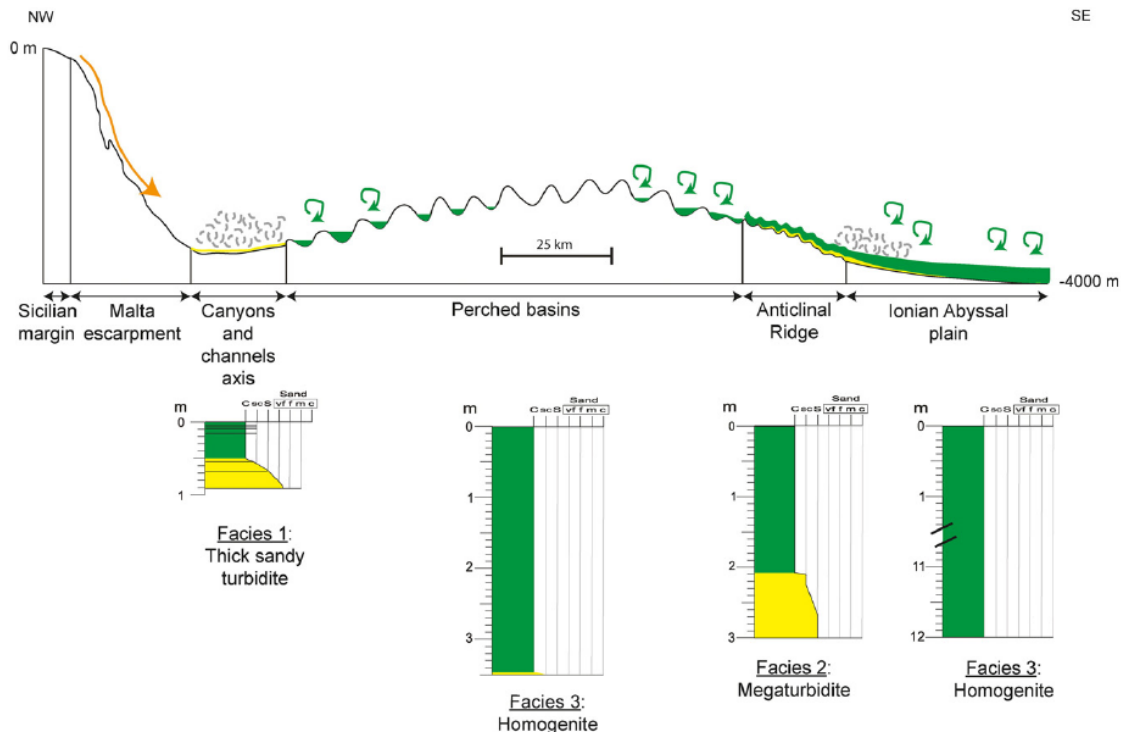 NW
SE
0 m
25 km
-4000 m
Sicilian margin
Malta escarpment
Canyons and channels axis
Perched basins
Anticlinal Ridge
Ionian Abyssal plain
m
Sand
C sc S vf f m c
0
1
Facies 1:
Thick sandy
turbidite
m
Sand
C sc S vf f m c
0
1
2
3
Facies 3:
Homogenite
m
Sand
C sc S vf f m c
0
1
2
3
Facies 2:
Megaturbidite
m
Sand
C sc S vf f m c
0
1
11
12
Facies 3:
Homogenite